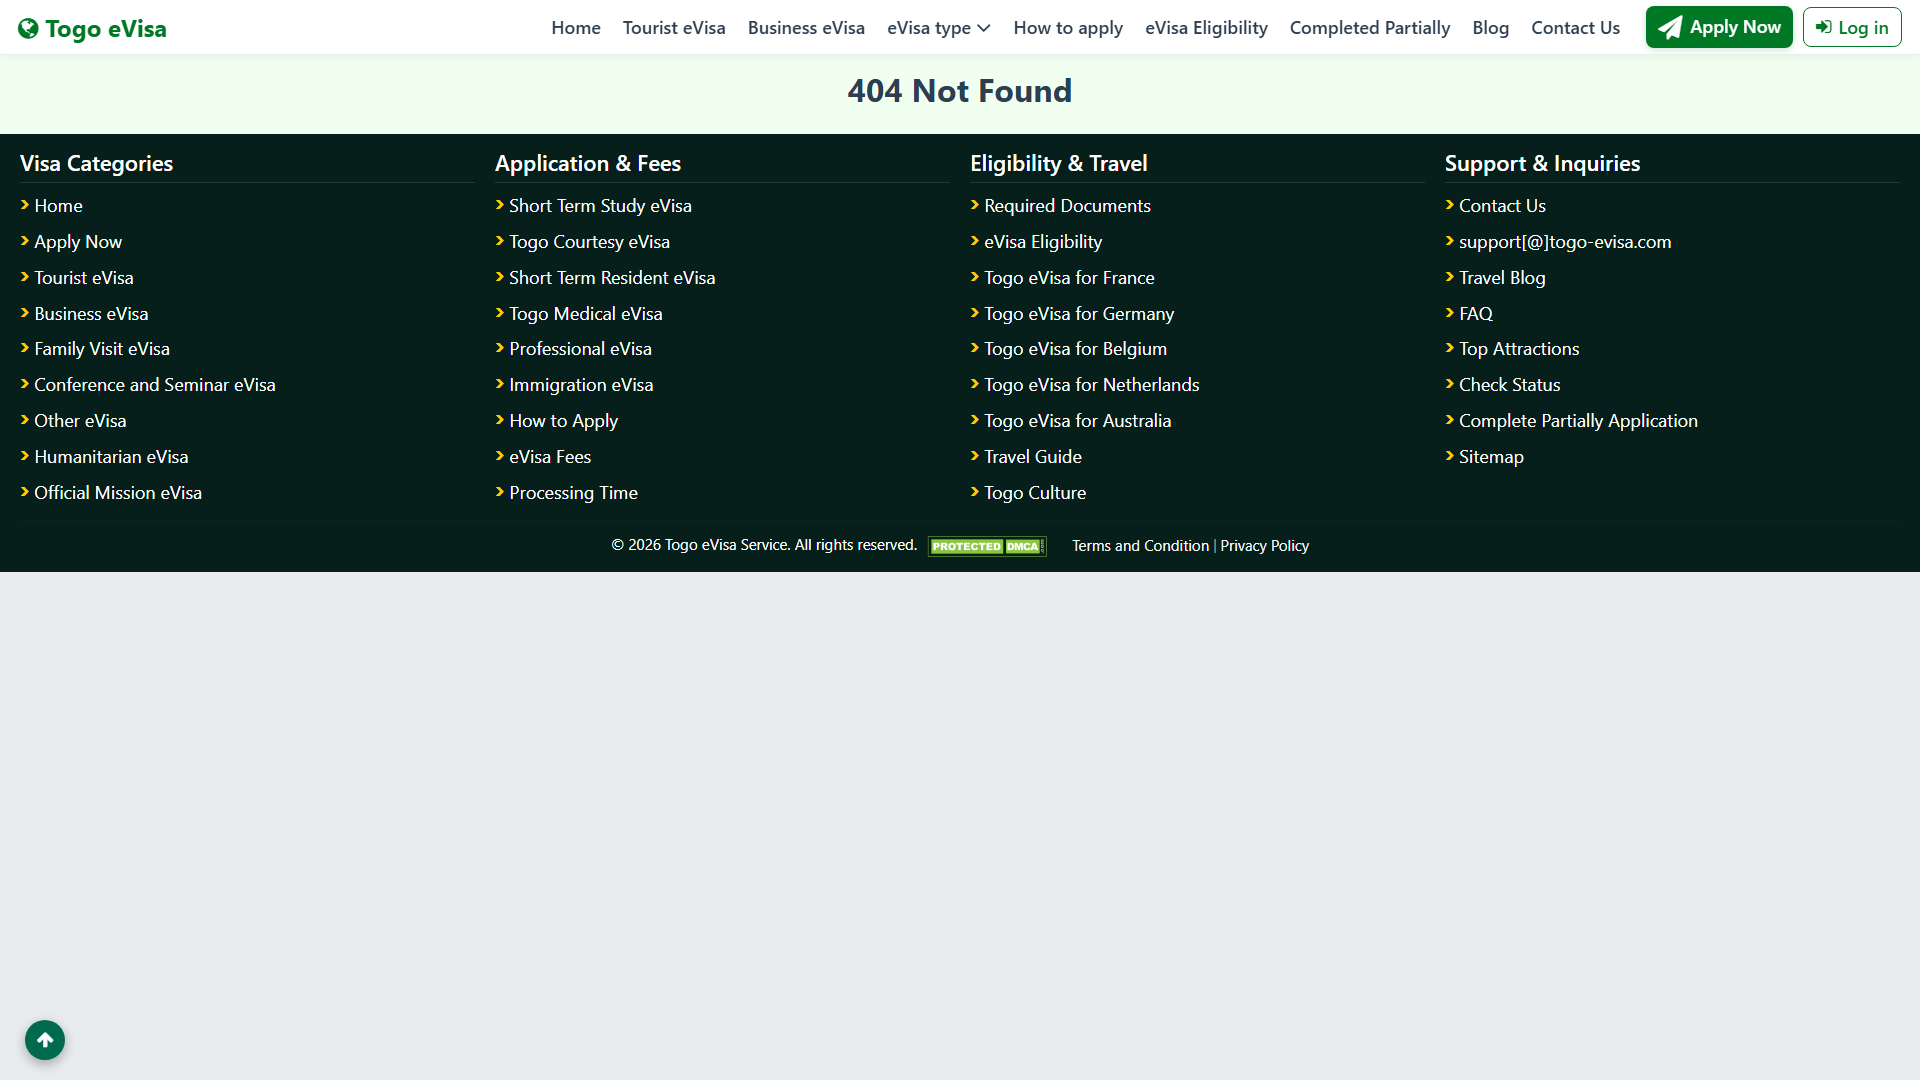 Togo eVisa
Home
Tourist eVisa
Business eVisa
eVisa type
How to apply
eVisa Eligibility
Completed Partially
Blog
Contact Us
Apply Now
Log in
404 Not Found
Visa Categories
Home
Apply Now
Tourist eVisa
Business eVisa
Family Visit eVisa
Conference and Seminar eVisa
Other eVisa
Humanitarian eVisa
Official Mission eVisa
Application & Fees
Short Term Study eVisa
Togo Courtesy eVisa
Short Term Resident eVisa
Togo Medical eVisa
Professional eVisa
Immigration eVisa
How to Apply
eVisa Fees
Processing Time
Eligibility & Travel
Required Documents
eVisa Eligibility
Togo eVisa for France
Togo eVisa for Germany
Togo eVisa for Belgium
Togo eVisa for Netherlands
Togo eVisa for Australia
Travel Guide
Togo Culture
Support & Inquiries
Contact Us
support[@]togo-evisa.com
Travel Blog
FAQ
Top Attractions
Check Status
Complete Partially Application
Sitemap
© 2026 Togo eVisa Service. All rights reserved.
PROTECTED DMCA
Terms and Condition | Privacy Policy